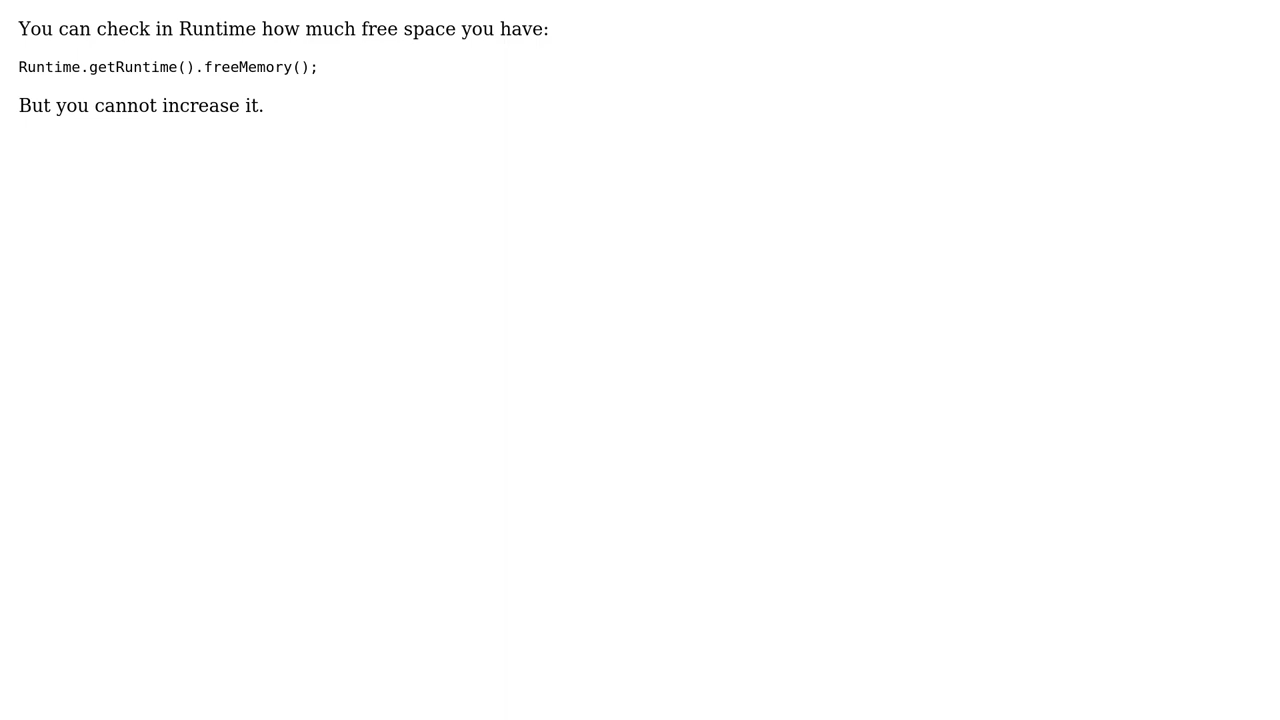 You can check in Runtime how much free space you have:
Runtime.getRuntime().freeMemory();
But you cannot increase it.